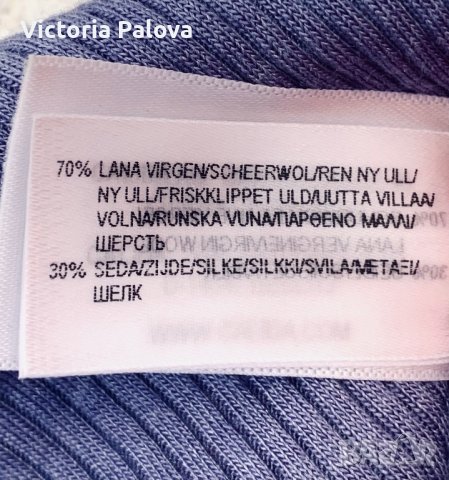 Victoria Palova
70% LANA VIRGEN/SCHEERWOL/REN NY ULL/
NY ULL/FRISKKLIPPET ULD/UUTTA VILLAA/
VOLNA/RUNSKA VUNA/ΠΑΡΘΕΝΟ ΜΑΛΛΙ/
ШЕРСТЬ
30% SEDA/ZIJDE/SILKE/SILKKI/SVILA/ΜΕΤΑΞΙ/
ШЕЛК